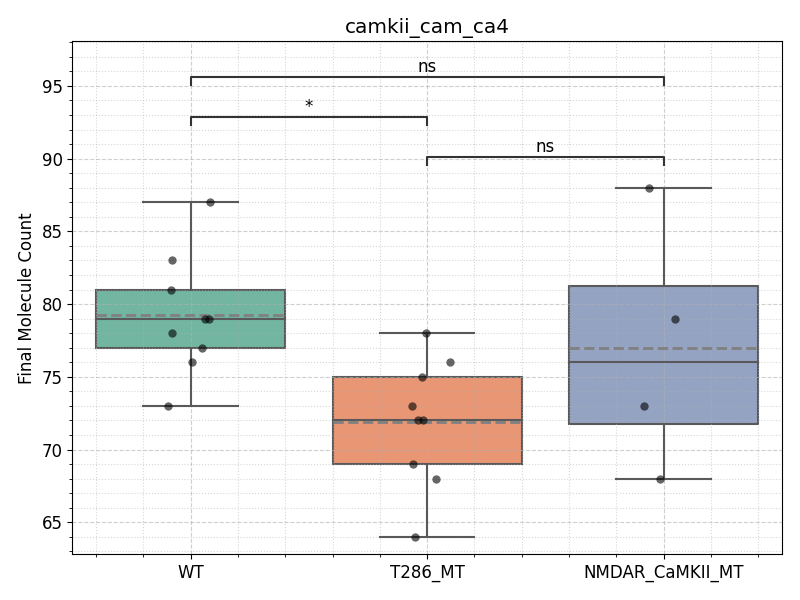 camkii_cam_ca4
ns
*
ns
Final Molecule Count
95
90
85
80
75
70
65
WT
T286_MT
NMDAR_CaMKII_MT